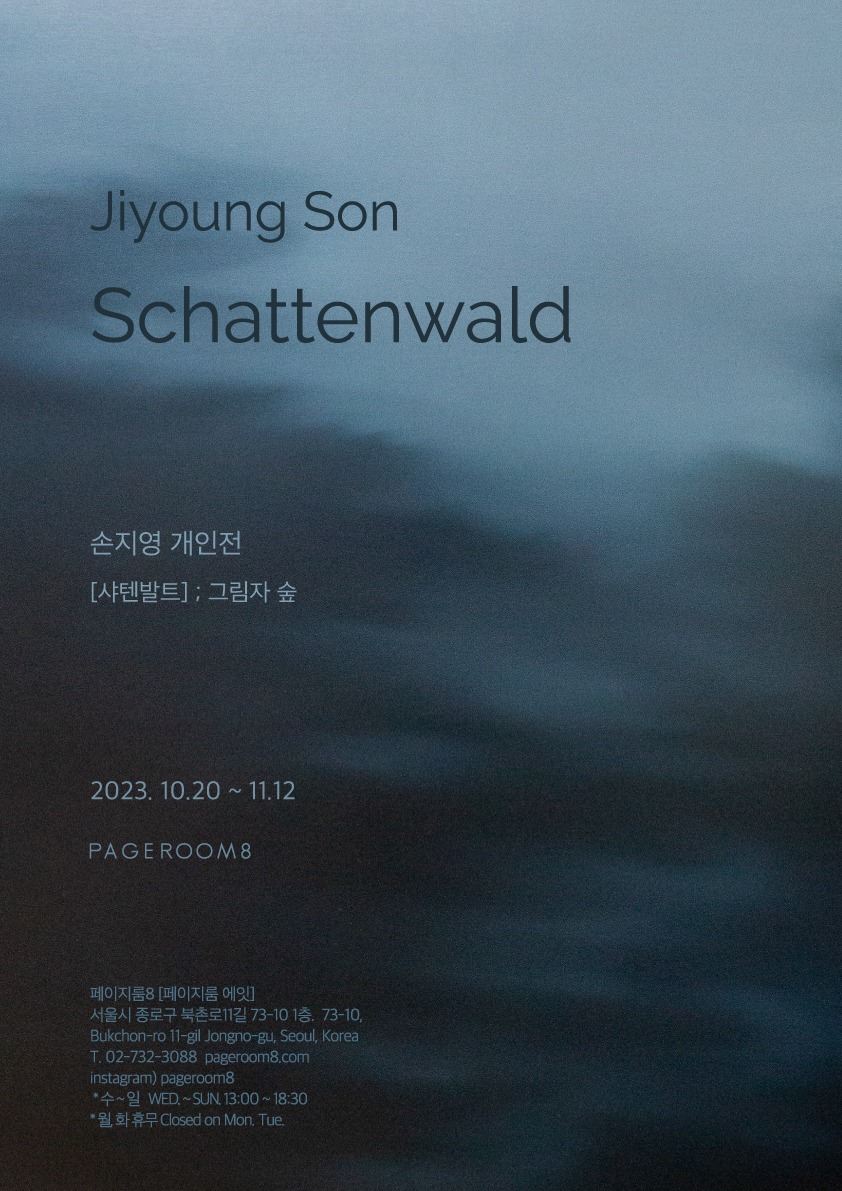 Jiyoung Son
Schattenwald
손지영 개인전
[샤텐발트] ; 그림자 숲
2023. 10.20 ~ 11.12
PAGEROOM8
페이지룸8 [페이지룸 에잇]
서울시 종로구 북촌로11길 73-10 1층. 73-10,
Bukchon-ro 11-gil Jongno-gu, Seoul, Korea
T. 02-732-3088 pageroom8.com
instagram) pageroom8
*수~일 WED. ~ SUN. 13:00 ~ 18:30
*월,화 휴무 Closed on Mon. Tue.